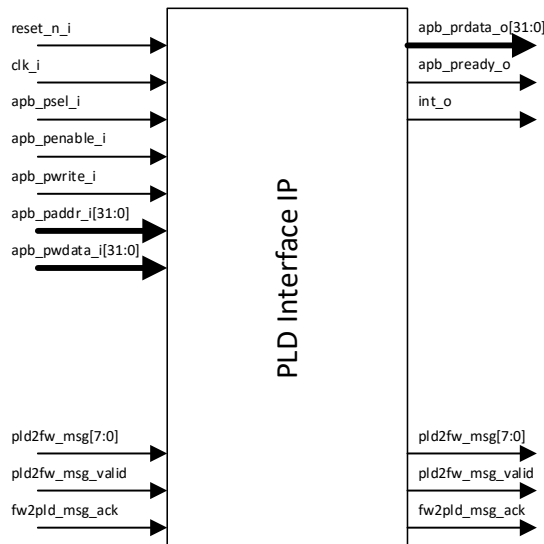 reset_n_i
clk_i
apb_psel_i
apb_penable_i
apb_pwrite_i
apb_paddr_i[31:0]
apb_pwdata_i[31:0]
pld2fw_msg[7:0]
pld2fw_msg_valid
fw2pld_msg_ack
PLD Interface IP
apb_prdata_o[31:0]
apb_pready_o
int_o
pld2fw_msg[7:0]
pld2fw_msg_valid
fw2pld_msg_ack